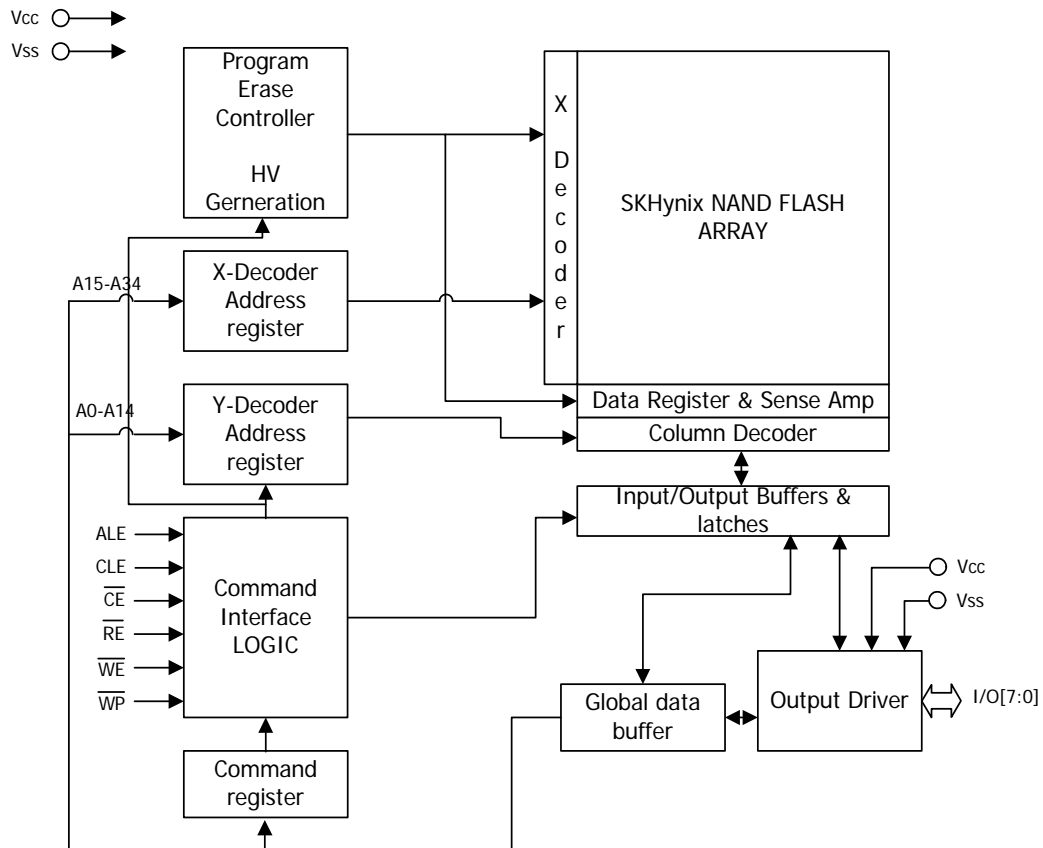 Vcc
Vss
Program
Erase
Controller
HV
Gerneration
X
D
e
c
o
d
e
r
SKHynix NAND FLASH
ARRAY
A15-A34
X-Decoder
Address
register
A0-A14
Y-Decoder
Address
register
Data Register & Sense Amp
Column Decoder
Input/Output Buffers &
latches
ALE
CLE
CE
RE
WE
WP
Command
Interface
LOGIC
Vcc
Vss
Global data
buffer
Output Driver
I/O[7:0]
Command
register